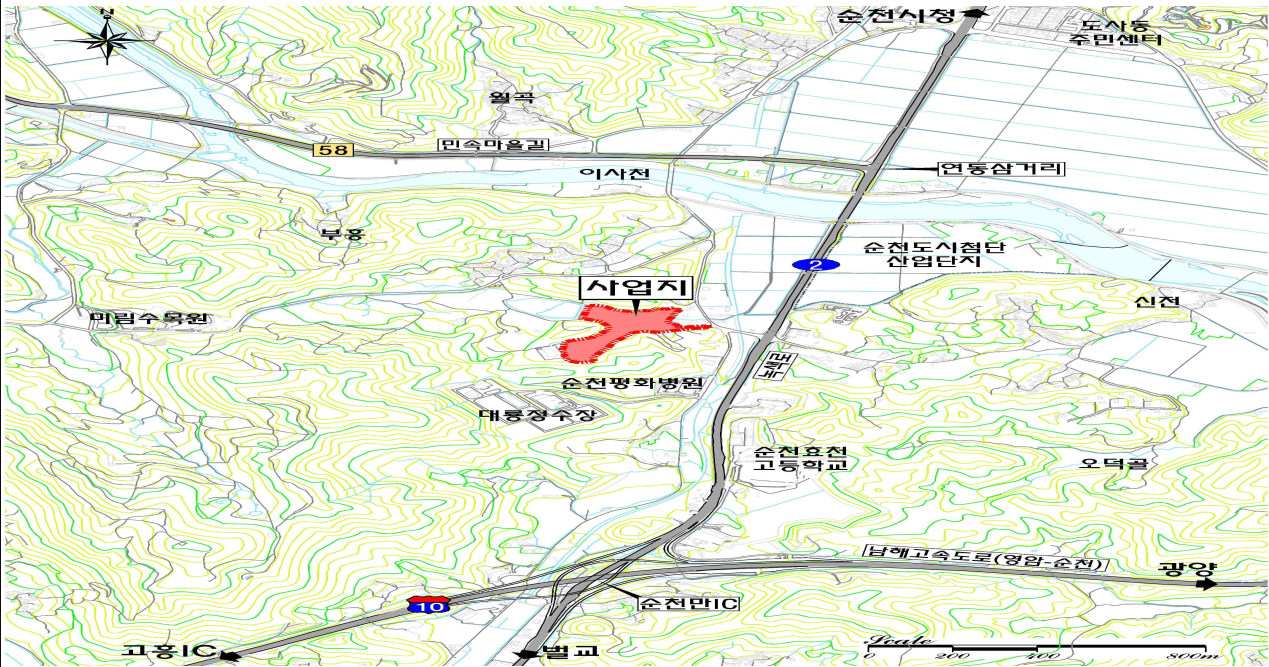 N
순천시청
도사동
주민센터
월곡
58
민속마을길
이사천
연동삼거리
부흥
2
순천도시첨단
산업단지
사업지
신전
미림수목원
녹색로
순천평화병원
대룡정수장
순천효천
고등학교
오덕골
남해고속도로(영암-순천)
광양
10
순천만IC
고흥IC
벌교
Scale
0 200 400 800m